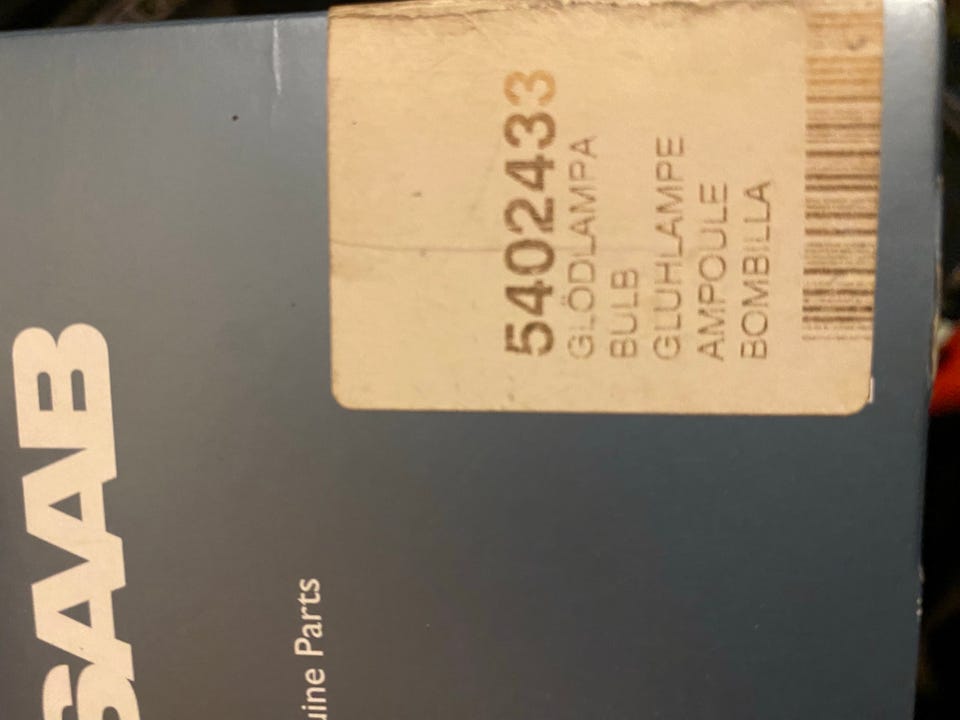 SAAB
uine Parts
5402433
GLÖDLAMPA
BULB
GLUHLAMPE
AMPOULE
BOMBILLA